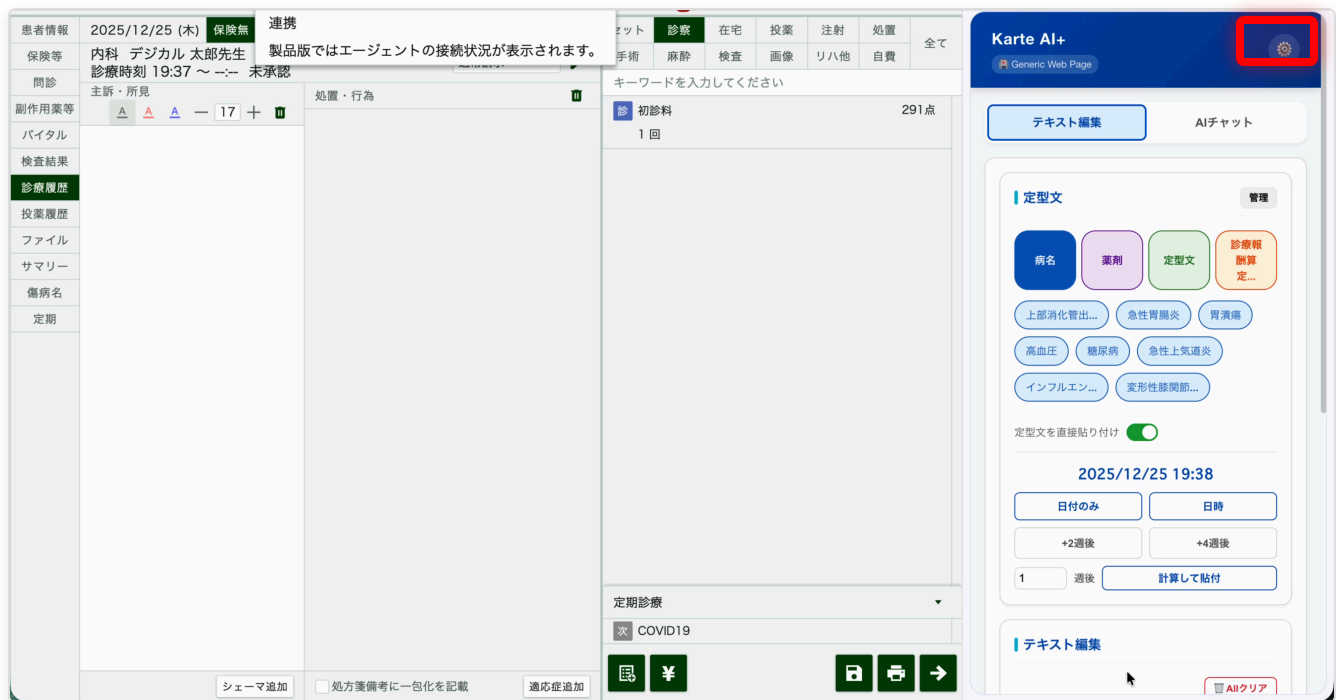 患者情報
保険等
問診
副作用薬等
バイタル
検査結果
診療履歴
投薬履歴
ファイル
サマリー
傷病名
定期
2025/12/25 (木) 保険無
内科 デジカル 太郎先生
診療時刻 19:37 〜 --:-- 未承認
連携
製品版ではエージェントの接続状況が表示されます。
主訴・所見
A A A — 17 +
処置・行為
シェーマ追加
処方箋備考に一包化を記載
適応症追加
セット 診察 在宅 投薬 注射 処置 全て
手術 麻酔 検査 画像 リハ他 自費
キーワードを入力してください
診 初診料 291点
1 回
定期診療
次 COVID19
¥
Karte AI+
Generic Web Page
テキスト編集 AIチャット
定型文 管理
病名 薬剤 定型文 診療報酬算定...
上部消化管出... 急性胃腸炎 胃潰瘍
高血圧 糖尿病 急性上気道炎
インフルエン... 変形性膝関節...
定型文を直接貼り付け
2025/12/25 19:38
日付のみ 日時
+2週後 +4週後
1 週後 計算して貼付
テキスト編集
Allクリア